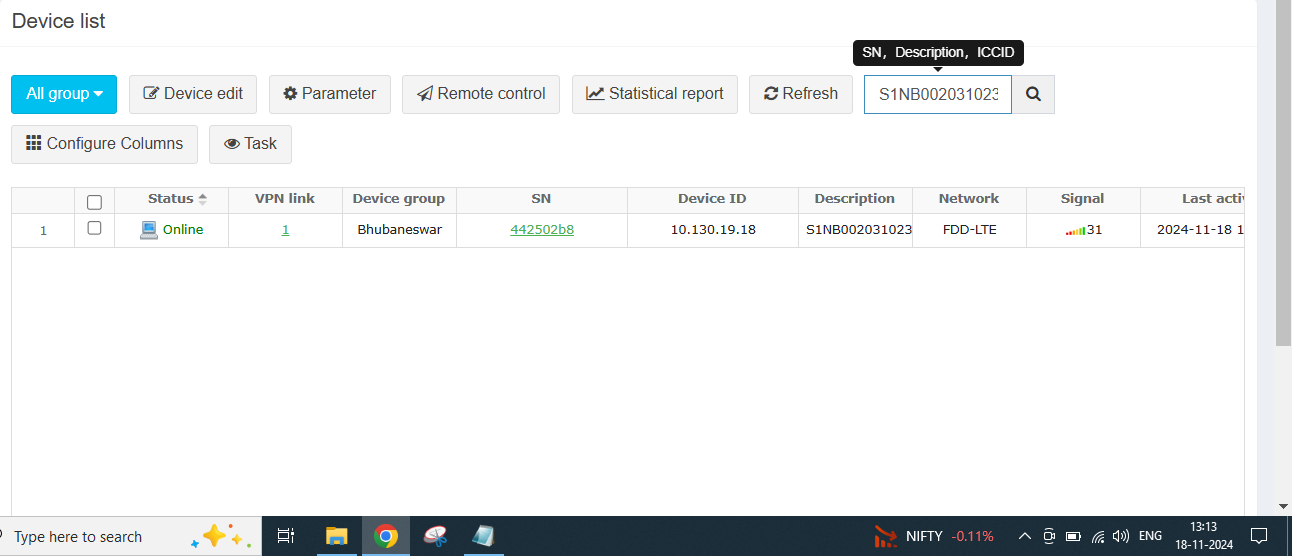 Device list
SN, Description, ICCID
All group Device edit Parameter Remote control Statistical report Refresh S1NB002031023
Configure Columns Task
Status VPN link Device group SN Device ID Description Network Signal Last activ
1 Online 1 Bhubaneswar 442502b8 10.130.19.18 S1NB002031023 FDD-LTE 31 2024-11-18 1
Type here to search NIFTY -0.11% ENG 13:13
18-11-2024